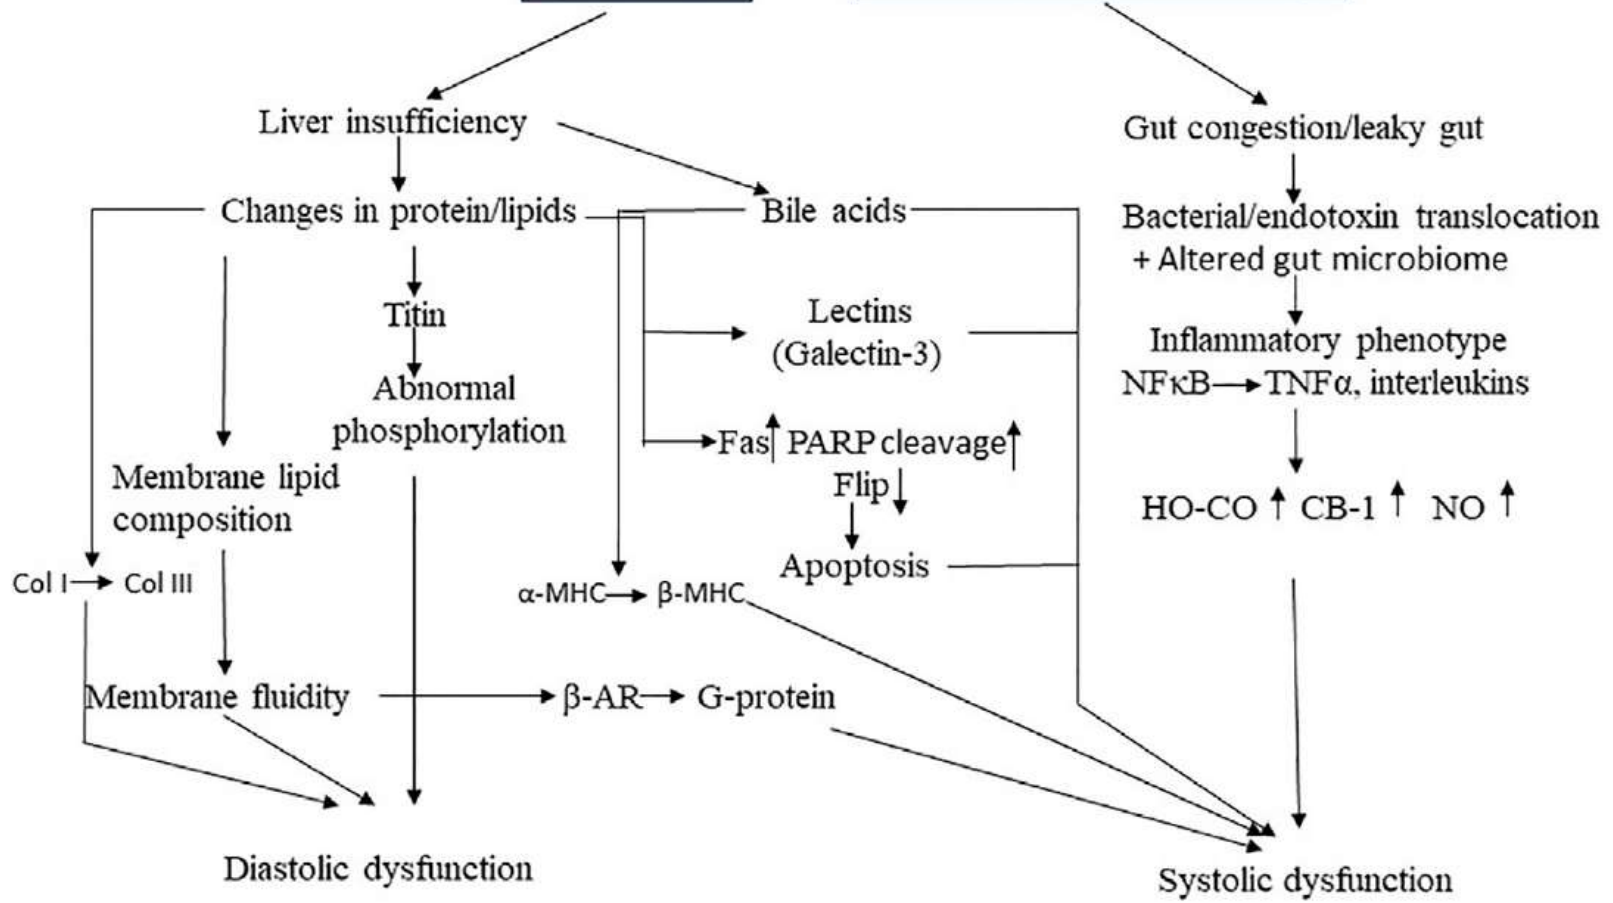 Liver insufficiency
Gut congestion/leaky gut
Changes in protein/lipids
Bile acids
Bacterial/endotoxin translocation
+ Altered gut microbiome
Titin
Lectins
(Galectin-3)
Inflammatory phenotype
NFκB → TNFα, interleukins
Abnormal
phosphorylation
Fas↑ PARP cleavage↑
Flip↓
Membrane lipid
composition
HO-CO ↑ CB-1 ↑ NO ↑
Apoptosis
Col I → Col III
α-MHC → β-MHC
Membrane fluidity
β-AR → G-protein
Diastolic dysfunction
Systolic dysfunction